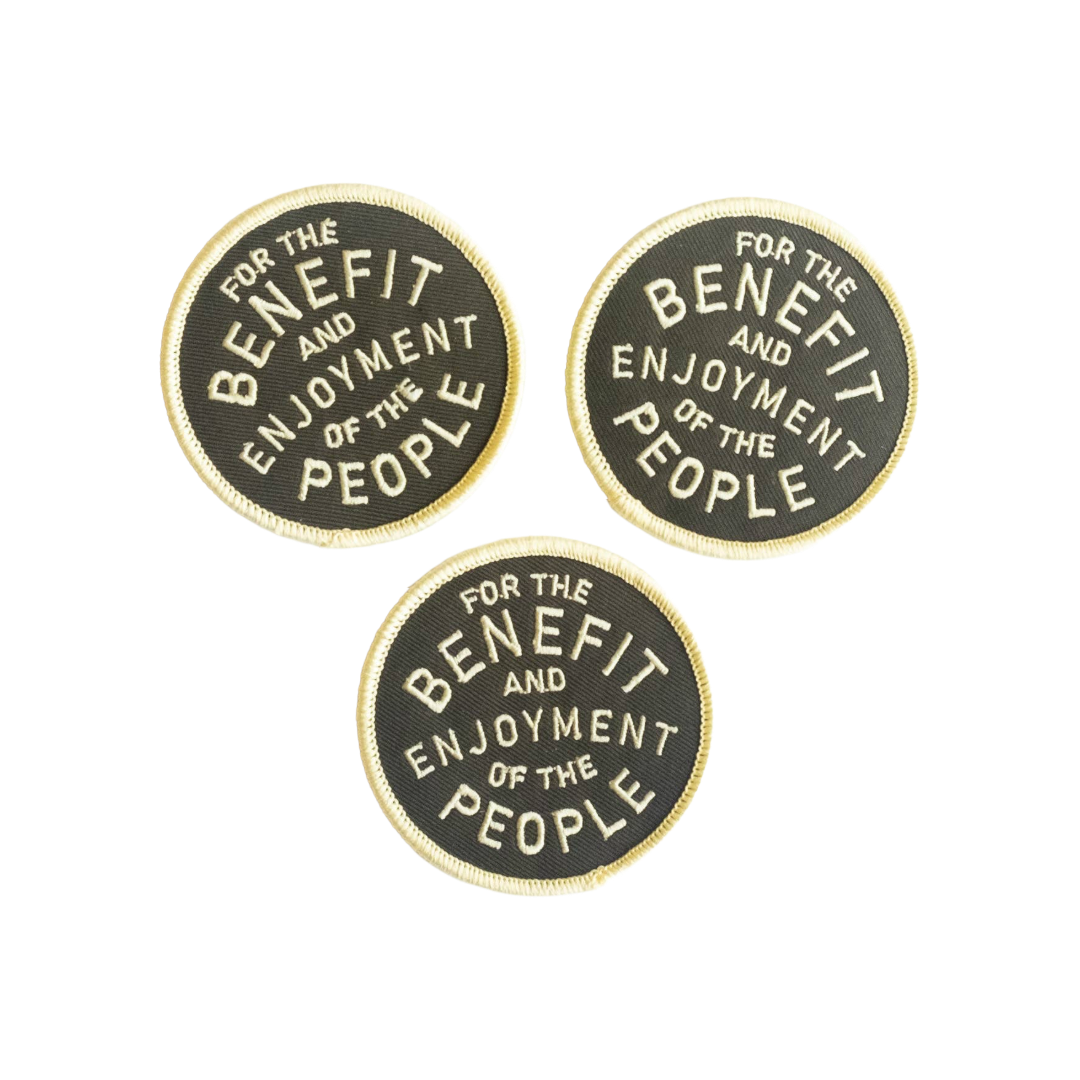 FOR THE
BENEFIT
AND
ENJOYMENT
OF THE
PEOPLE
FOR THE
BENEFIT
AND
ENJOYMENT
OF THE
PEOPLE
FOR THE
BENEFIT
AND
ENJOYMENT
OF THE
PEOPLE